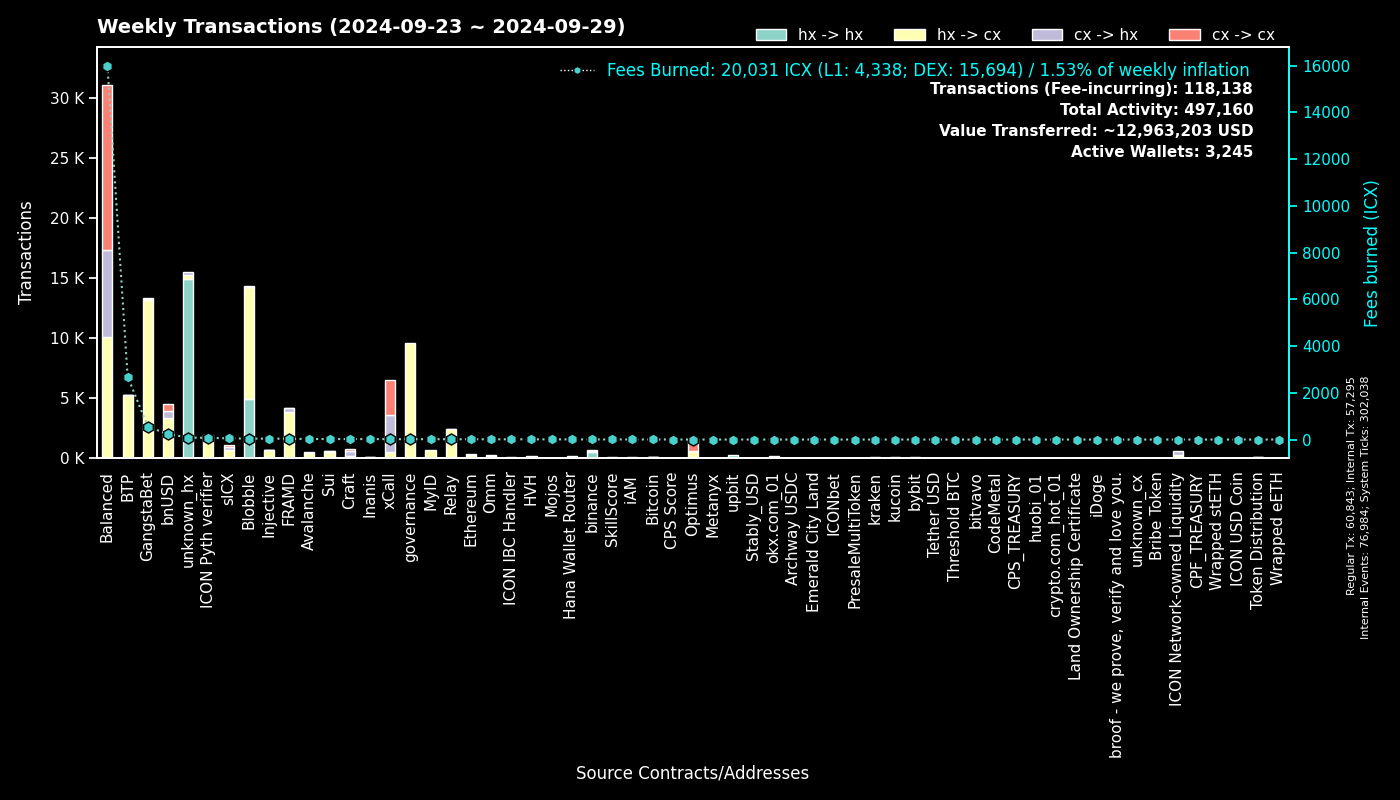 Weekly Transactions (2024-09-23 ~ 2024-09-29)
hx -> hx
hx -> cx
cx -> hx
cx -> cx
Fees Burned: 20,031 ICX (L1: 4,338; DEX: 15,694) / 1.53% of weekly inflation
Transactions (Fee-incurring): 118,138
Total Activity: 497,160
Value Transferred: ~12,963,203 USD
Active Wallets: 3,245
Transactions
30 K
25 K
20 K
15 K
10 K
5 K
0 K
16000
14000
12000
10000
8000
6000
4000
2000
0
Fees burned (ICX)
Regular Tx: 60,843; Internal Tx: 57,295
Internal Events: 76,984; System Ticks: 302,038
Balanced
BTP
GangstaBet
bnUSD
unknown_hx
ICON Pyth verifier
sICX
Blobble
Injective
FRAMD
Avalanche
Sui
Craft
Inanis
xCall
governance
MyID
Relay
Ethereum
Omm
ICON IBC Handler
HVH
Mojos
Hana Wallet Router
binance
SkillScore
iAM
Bitcoin
CPS Score
Optimus
Metanyx
upbit
Stably_USD
okx.com_01
Archway USDC
Emerald City Land
ICONbet
PresaleMultiToken
kraken
kucoin
bybit
Tether USD
Threshold BTC
bitvavo
CodeMetal
CPS_TREASURY
huobi_01
crypto.com_hot_01
Land Ownership Certificate
iDoge
broof - we prove, verify and love you.
unknown_cx
Bribe Token
ICON Network-owned Liquidity
CPF_TREASURY
Wrapped stETH
ICON USD Coin
Token Distribution
Wrapped eETH
Source Contracts/Addresses